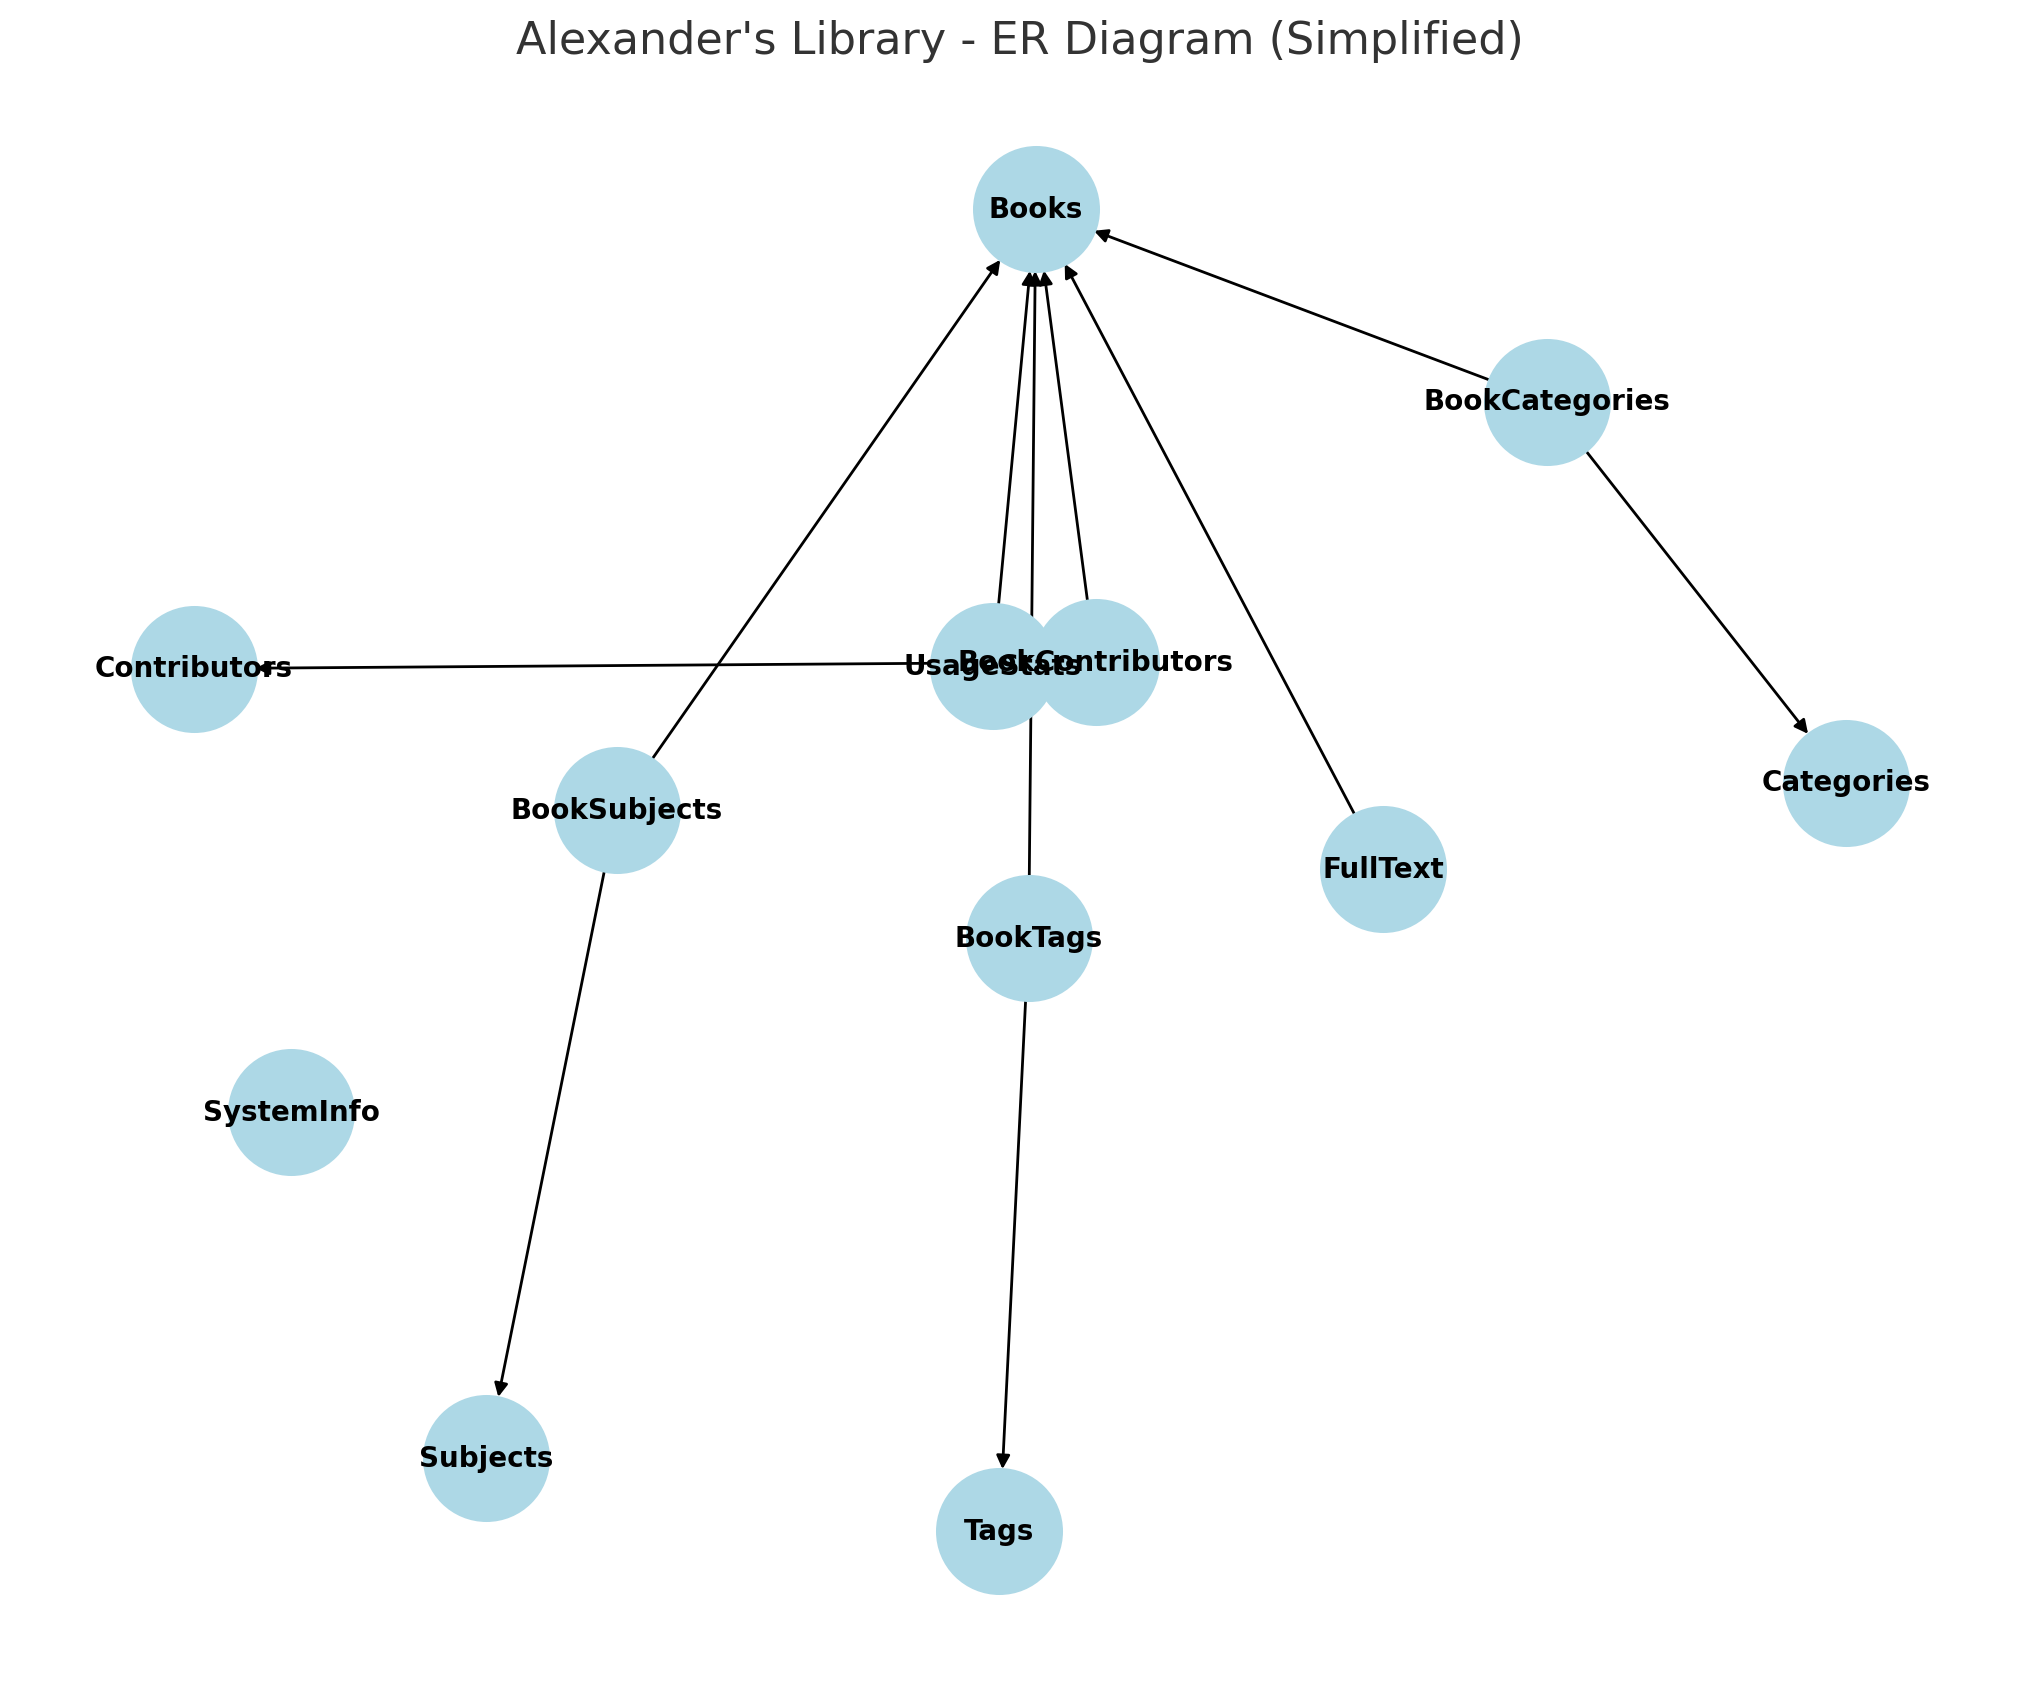 Alexander's Library - ER Diagram (Simplified)
Books
BookCategories
Contributors
UsageStats
BookContributors
Categories
BookSubjects
FullText
BookTags
SystemInfo
Subjects
Tags